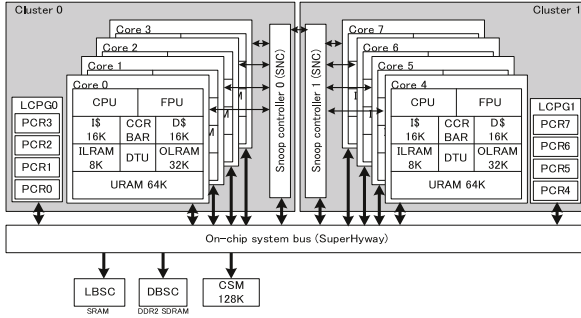 Cluster 0
Cluster 1
Core 3
Core 2
Core 1
Core 0
CPU
FPU
I$
16K
CCR
BAR
D$
16K
ILRAM
8K
DTU
OLRAM
32K
URAM 64K
LCPG0
PCR3
PCR2
PCR1
PCR0
Snoop controller 0 (SNC)
Snoop controller 1 (SNC)
Core 7
Core 6
Core 5
Core 4
CPU
FPU
I$
16K
CCR
BAR
D$
16K
ILRAM
8K
DTU
OLRAM
32K
URAM 64K
LCPG1
PCR7
PCR6
PCR5
PCR4
On-chip system bus (SuperHyway)
LBSC
SRAM
DBSC
DDR2 SDRAM
CSM
128K